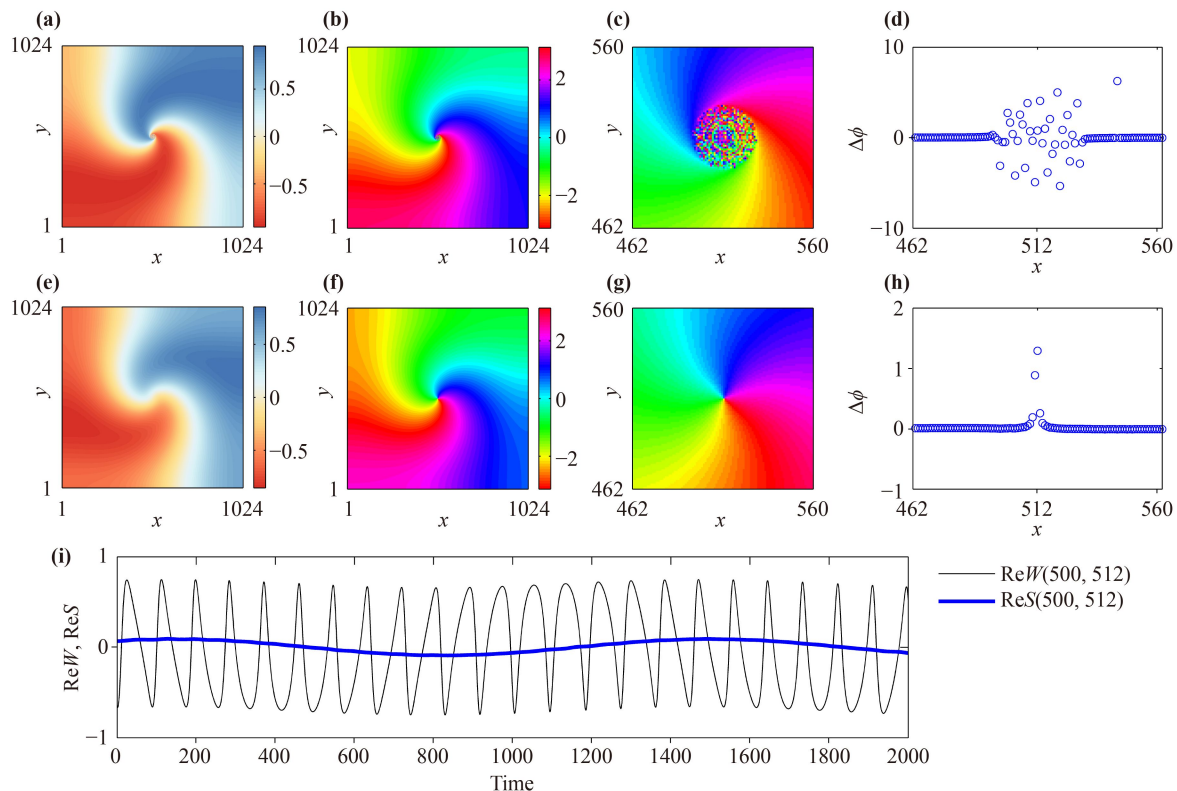 (a) (b) (c) (d)
1024 1024 560 10
0.5 2
y y 0 y 0 Δϕ 0
−0.5 −2
1 1 462 −10
1 1024 1 1024 462 560 462 512 560
x x x x
(e) (f) (g) (h)
1024 1024 560 2
0.5 2
y 0 y 0 y Δϕ 1
−0.5 −2 0
1 1 462 −1
1 1024 1 1024 462 560 462 512 560
x x x x
(i)
1
ReW(500, 512)
ReS(500, 512)
ReW, ReS
0
−1
0 200 400 600 800 1000 1200 1400 1600 1800 2000
Time